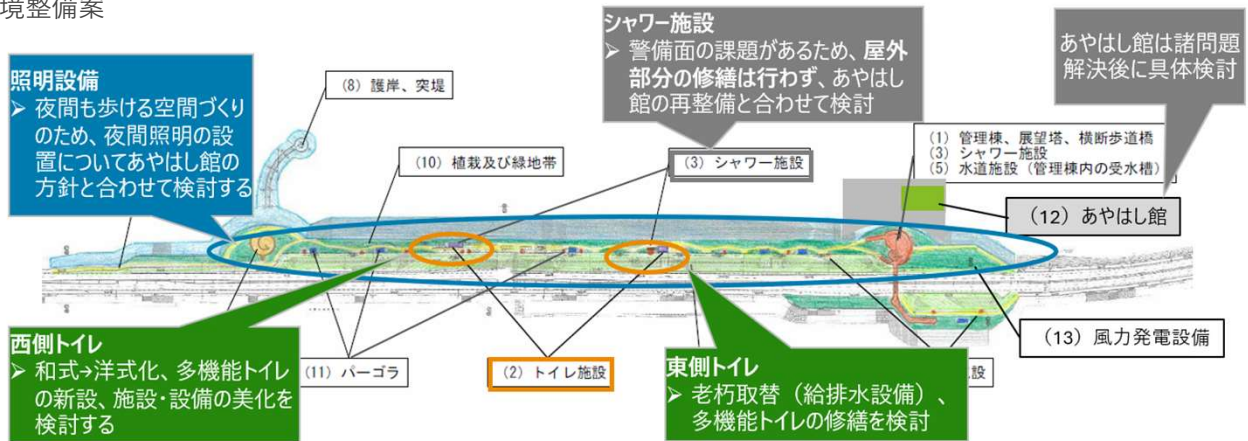 境整備案
シャワー施設
➢ 警備面の課題があるため、屋外
部分の修繕は行わず、あやはし
館の再整備と合わせて検討
あやはし館は諸問題
解決後に具体検討
照明設備
➢ 夜間も歩ける空間づくり
のため、夜間照明の設
置についてあやはし館の
方針と合わせて検討する
(8) 護岸、突堤
(10) 植栽及び緑地帯
(3) シャワー施設
(1) 管理棟、展望塔、横断歩道橋
(3) シャワー施設
(5) 水道施設（管理棟内の受水槽）
(12) あやはし館
西側トイレ
➢ 和式→洋式化、多機能トイレ
の新設、施設・設備の美化を
検討する
(11) パーゴラ
(2) トイレ施設
東側トイレ
➢ 老朽取替（給排水設備）、
多機能トイレの修繕を検討
設
(13) 風力発電設備